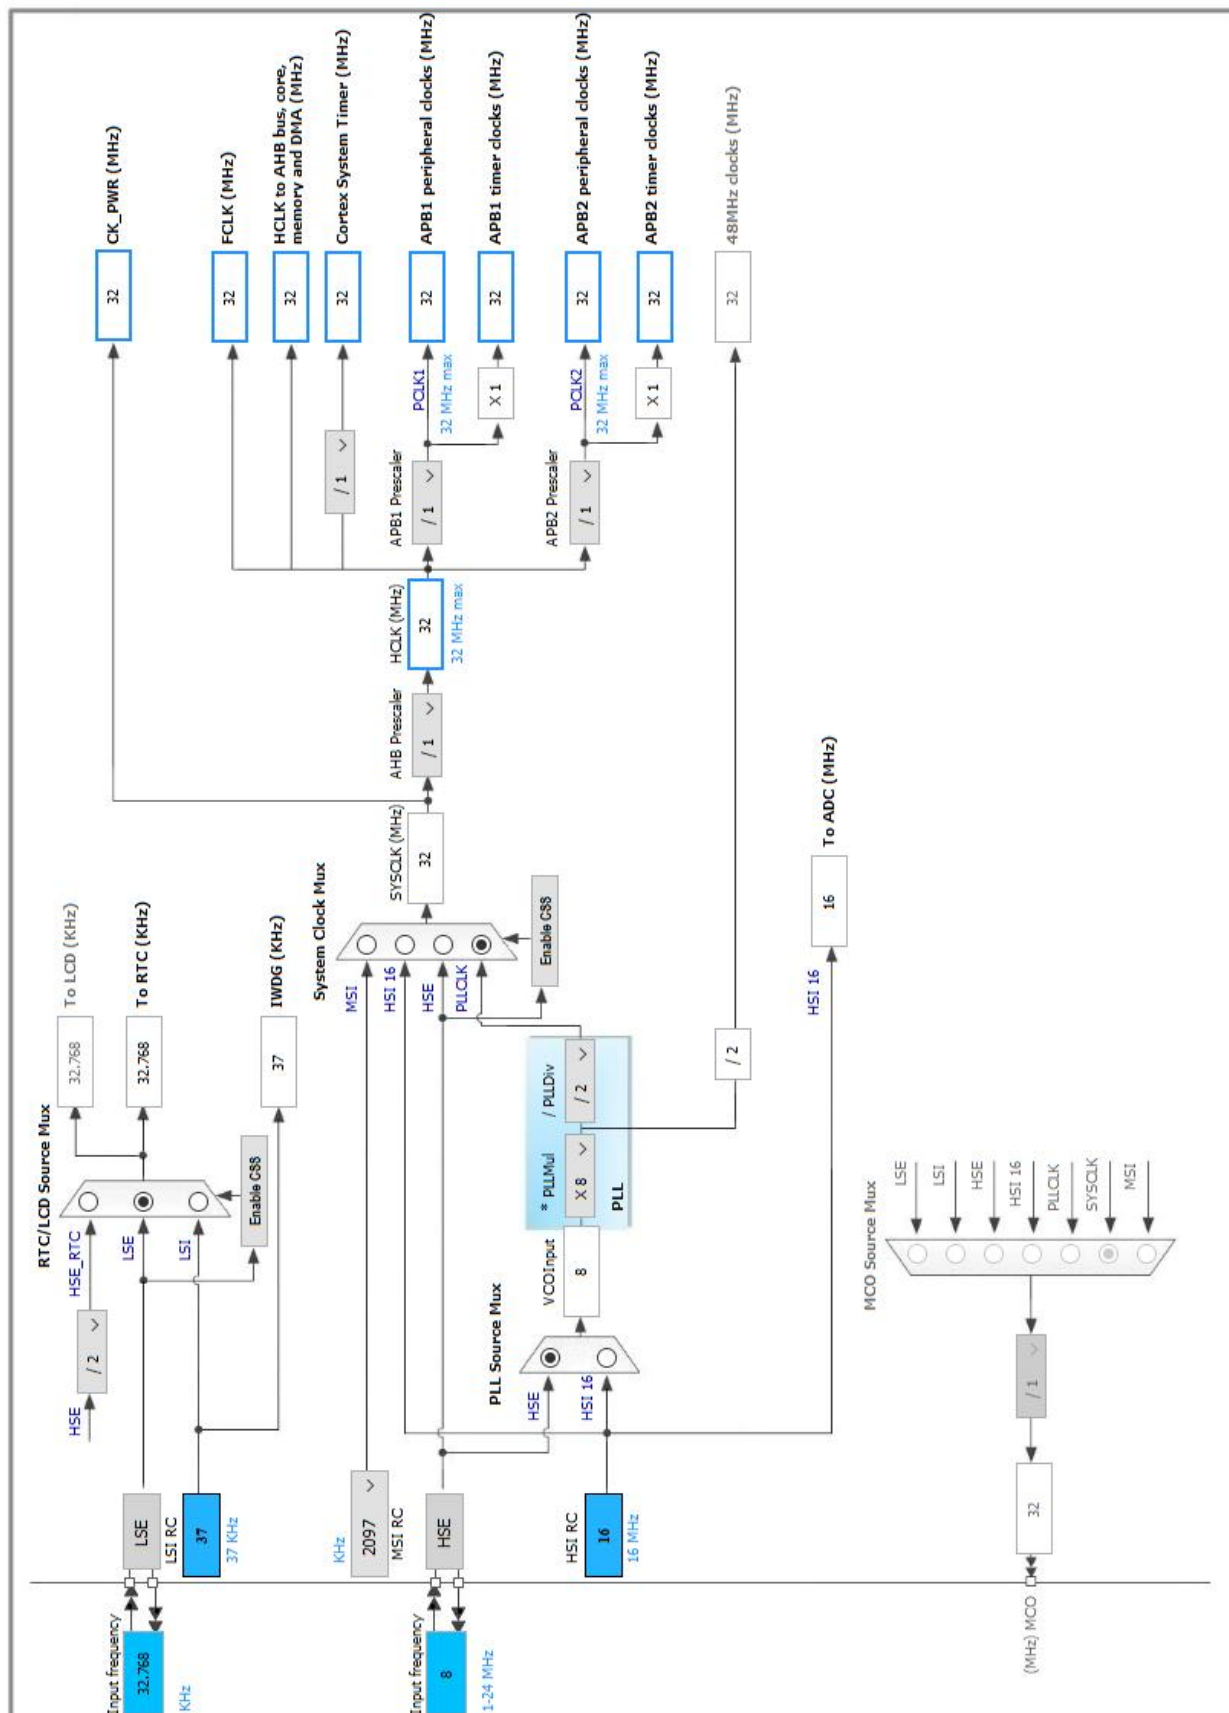 Input frequency
32.768
KHz
LSE
LSI RC
37
37 KHz
HSE
/ 2
HSE_RTC
LSE
LSI
RTC/LCD Source Mux
Enable CSS
32.768
To LCD (KHz)
32.768
To RTC (KHz)
37
IWDG (KHz)
Input frequency
8
1-24 MHz
KHz
2097
MSI RC
HSE
HSI RC
16
16 MHz
PLL Source Mux
HSE
HSI 16
VCOInput
8
* PLLMul
X 8
/ PLLDiv
/ 2
PLL
System Clock Mux
MSI
HSI 16
HSE
PLLCLK
Enable CSS
/ 2
HSI 16
16
To ADC (MHz)
SYSCLK (MHz)
32
AHB Prescaler
/ 1
HCLK (MHz)
32
32 MHz max
/ 1
APB1 Prescaler
/ 1
PCLK1
32 MHz max
X 1
APB2 Prescaler
/ 1
PCLK2
32 MHz max
X 1
32
CK_PWR (MHz)
32
FCLK (MHz)
32
HCLK to AHB bus, core,
memory and DMA (MHz)
32
Cortex System Timer (MHz)
32
APB1 peripheral clocks (MHz)
32
APB1 timer clocks (MHz)
32
APB2 peripheral clocks (MHz)
32
APB2 timer clocks (MHz)
32
48MHz clocks (MHz)
(MHz) MCO
32
/ 1
MCO Source Mux
LSE
LSI
HSE
HSI 16
PLLCLK
SYSCLK
MSI